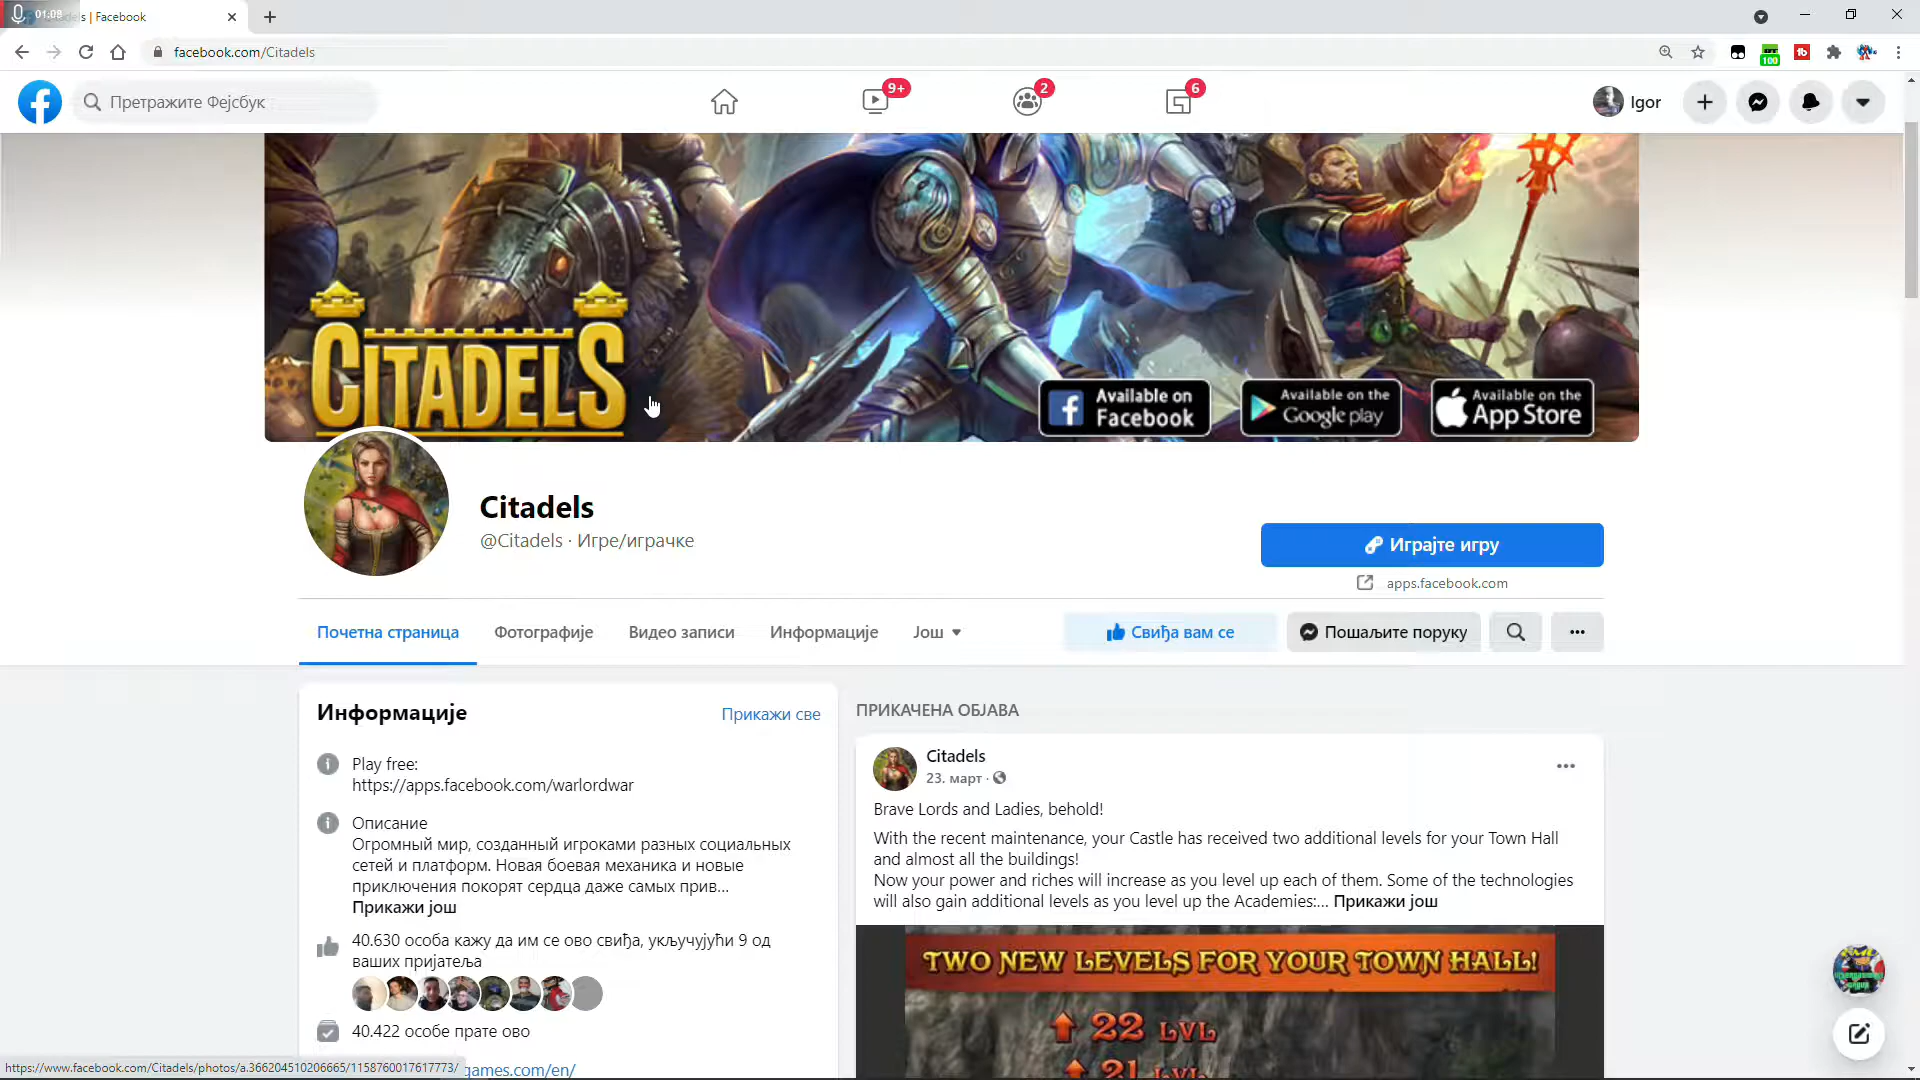 01:08
s | Facebook
facebook.com/Citadels
100
Претражите Фејсбук
9+
2
6
Igor
CITADELS
Available on
Facebook
Available on the
Google play
Available on the
App Store
Citadels
@Citadels · Игре/играчке
Играјте игру
apps.facebook.com
Почетна страница
Фотографије
Видео записи
Информације
Још
Свиђа вам се
Пошаљите поруку
Информације
Прикажи све
Play free:
https://apps.facebook.com/warlordwar
Описание
Огромный мир, созданный игроками разных социальных
сетей и платформ. Новая боевая механика и новые
приключения покорят сердца даже самых прив...
Прикажи још
40.630 особа кажу да им се ово свиђа, укључујући 9 од
ваших пријатеља
40.422 особе прате ово
games.com/en/
https://www.facebook.com/Citadels/photos/a.366204510206665/1158760017617773/
ПРИКАЧЕНА ОБЈАВА
Citadels
23. март ·
Brave Lords and Ladies, behold!
With the recent maintenance, your Castle has received two additional levels for your Town Hall
and almost all the buildings!
Now your power and riches will increase as you level up each of them. Some of the technologies
will also gain additional levels as you level up the Academies:... Прикажи још
TWO NEW LEVELS FOR YOUR TOWN HALL!
22 LVL
21 LVL